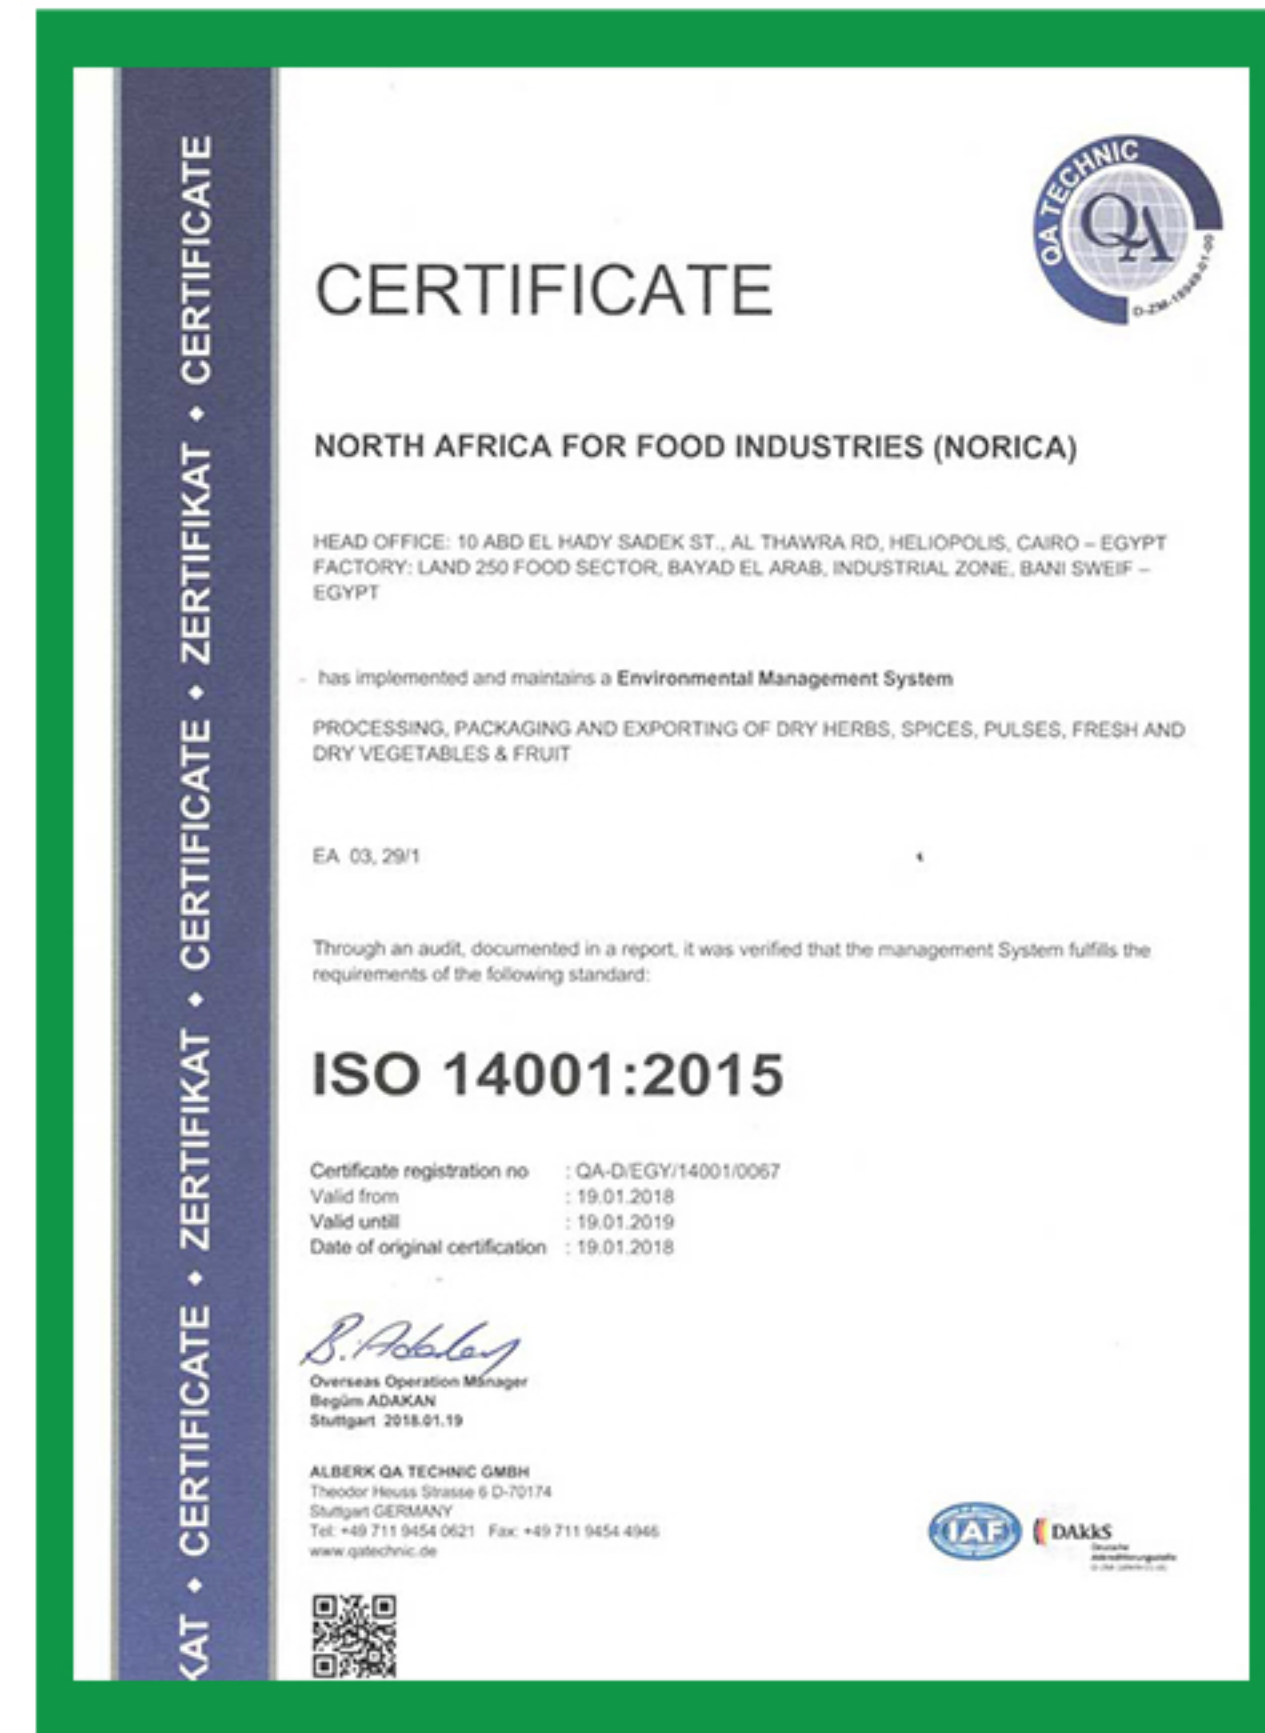 KAT ◆ CERTIFICATE ◆ ZERTIFIKAT ◆ CERTIFICATE ◆ ZERTIFIKAT ◆ CERTIFICATE
QA TECHNIC
QA
CERTIFICATE
NORTH AFRICA FOR FOOD INDUSTRIES (NORICA)
HEAD OFFICE: 10 ABD EL HADY SADEK ST., AL THAWRA RD, HELIOPOLIS, CAIRO – EGYPT
FACTORY: LAND 250 FOOD SECTOR, BAYAD EL ARAB, INDUSTRIAL ZONE, BANI SWEIF –
EGYPT
- has implemented and maintains a Environmental Management System
PROCESSING, PACKAGING AND EXPORTING OF DRY HERBS, SPICES, PULSES, FRESH AND
DRY VEGETABLES & FRUIT
EA 03, 29/1
Through an audit, documented in a report, it was verified that the management System fulfills the
requirements of the following standard:
ISO 14001:2015
Certificate registration no : QA-D/EGY/14001/0067
Valid from : 19.01.2018
Valid untill : 19.01.2019
Date of original certification : 19.01.2018
B. Adakan
Overseas Operation Manager
Begüm ADAKAN
Stuttgart 2018.01.19
ALBERK QA TECHNIC GMBH
Theodor Heuss Strasse 6 D-70174
Stuttgart GERMANY
Tel: +49 711 9454 0621 Fax: +49 711 9454 4946
www.qatechnic.de
IAF
DAkkS
Deutsche
Akkreditierungsstelle